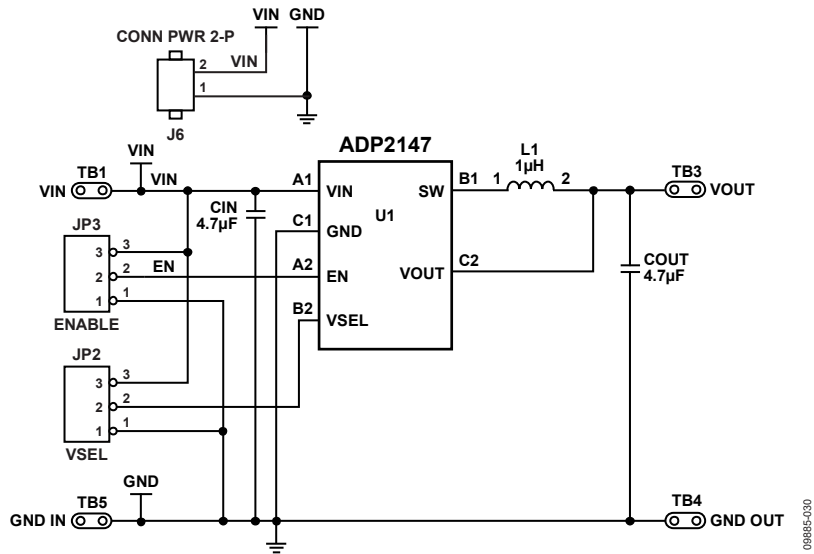 VIN GND
CONN PWR 2-P
2 VIN
1
J6
ADP2147
VIN
TB1
VIN
VIN
A1
VIN
CIN
4.7µF
C1
GND
U1
SW
B1
1
L1
1µH
2
TB3
VOUT
JP3
3
3
2
2
EN
A2
EN
VOUT
C2
1
1
ENABLE
B2
VSEL
COUT
4.7µF
JP2
3
3
2
2
1
1
VSEL
GND
TB5
GND IN
TB4
GND OUT
09885-030